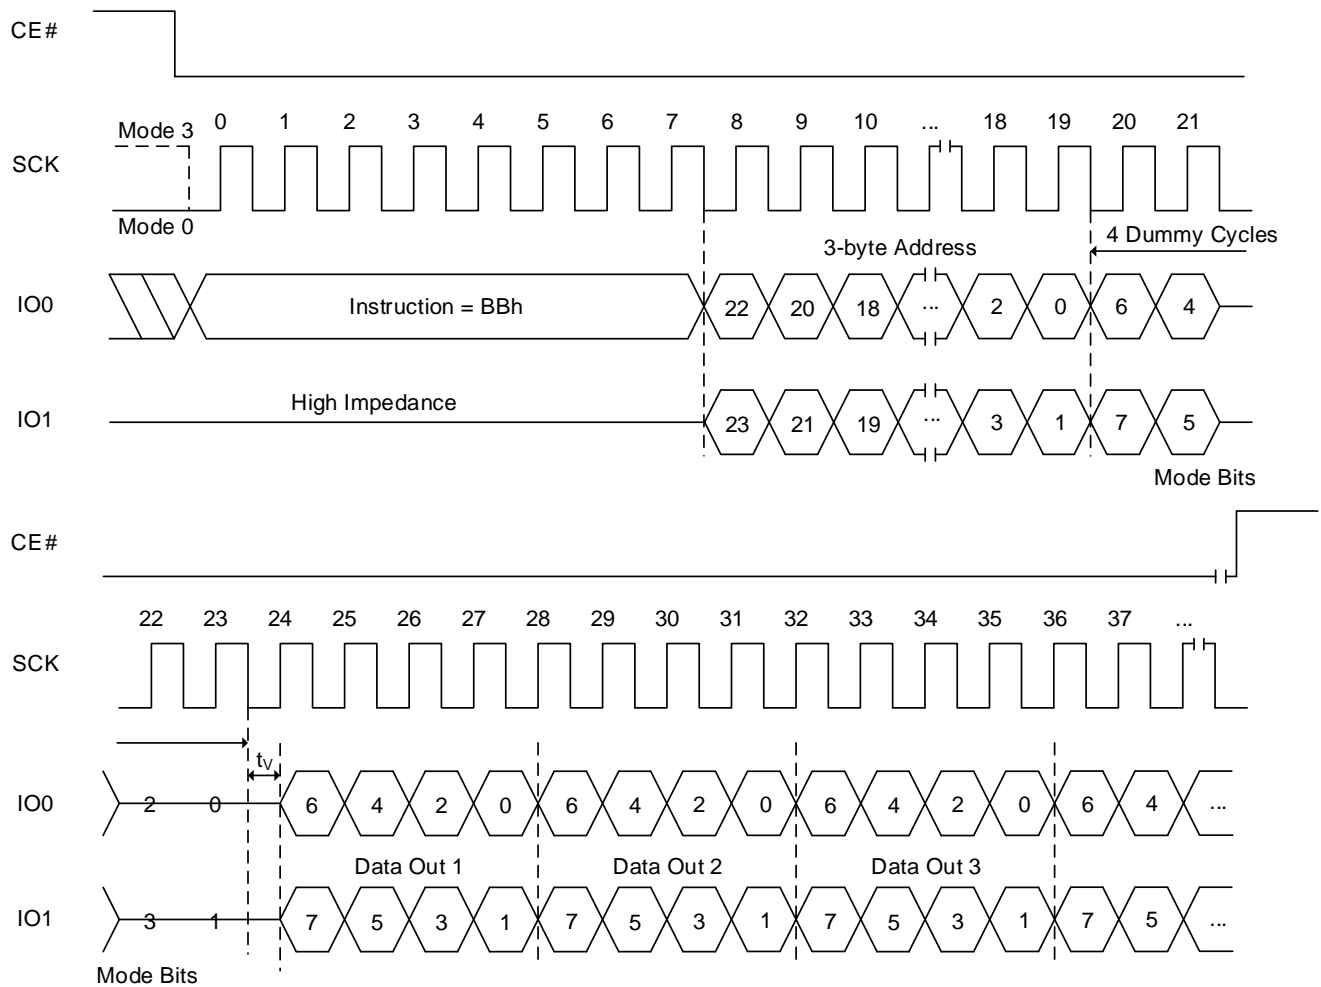 CE#
Mode 3 0 1 2 3 4 5 6 7 8 9 10 ... 18 19 20 21
SCK
Mode 0
3-byte Address 4 Dummy Cycles
IO0 Instruction = BBh 22 20 18 ... 2 0 6 4
High Impedance
IO1 23 21 19 ... 3 1 7 5
Mode Bits
CE#
22 23 24 25 26 27 28 29 30 31 32 33 34 35 36 37 ...
SCK
tV
IO0 2 0 6 4 2 0 6 4 2 0 6 4 2 0 6 4 ...
Data Out 1 Data Out 2 Data Out 3
IO1 3 1 7 5 3 1 7 5 3 1 7 5 3 1 7 5 ...
Mode Bits